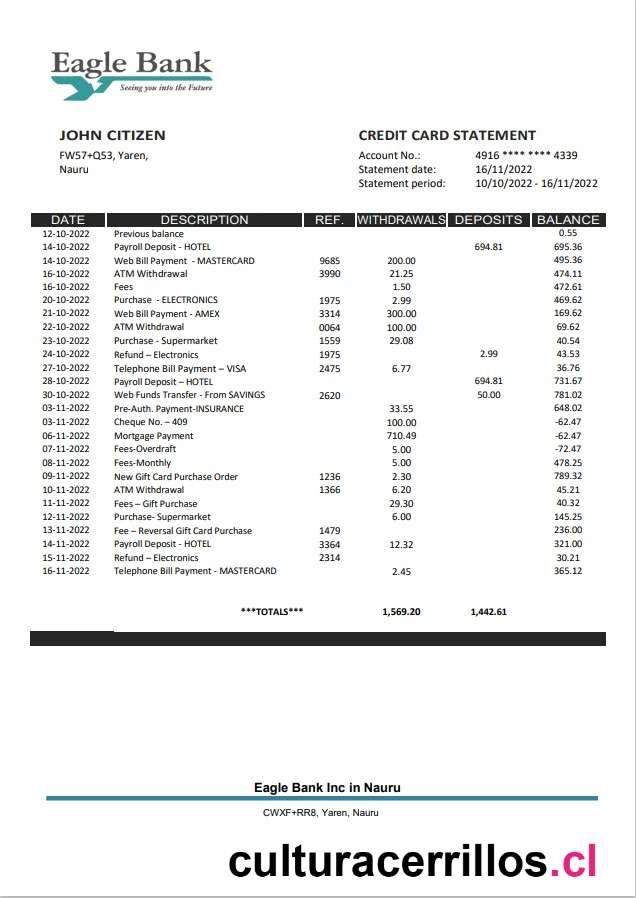 Eagle Bank
Seeing you into the Future
JOHN CITIZEN
FW57+Q53, Yaren,
Nauru
CREDIT CARD STATEMENT
Account No.: 4916 **** **** 4339
Statement date: 16/11/2022
Statement period: 10/10/2022 - 16/11/2022
DATE DESCRIPTION REF. WITHDRAWALS DEPOSITS BALANCE
12-10-2022 Previous balance 0.55
14-10-2022 Payroll Deposit - HOTEL 694.81 695.36
14-10-2022 Web Bill Payment - MASTERCARD 9685 200.00 495.36
16-10-2022 ATM Withdrawal 3990 21.25 474.11
16-10-2022 Fees 1.50 472.61
20-10-2022 Purchase - ELECTRONICS 1975 2.99 469.62
21-10-2022 Web Bill Payment - AMEX 3314 300.00 169.62
22-10-2022 ATM Withdrawal 0064 100.00 69.62
23-10-2022 Purchase - Supermarket 1559 29.08 40.54
24-10-2022 Refund – Electronics 1975 2.99 43.53
27-10-2022 Telephone Bill Payment – VISA 2475 6.77 36.76
28-10-2022 Payroll Deposit – HOTEL 694.81 731.67
30-10-2022 Web Funds Transfer - From SAVINGS 2620 50.00 781.02
03-11-2022 Pre-Auth. Payment-INSURANCE 33.55 648.02
03-11-2022 Cheque No. – 409 100.00 -62.47
06-11-2022 Mortgage Payment 710.49 -62.47
07-11-2022 Fees-Overdraft 5.00 -72.47
08-11-2022 Fees-Monthly 5.00 478.25
09-11-2022 New Gift Card Purchase Order 1236 2.30 789.32
10-11-2022 ATM Withdrawal 1366 6.20 45.21
11-11-2022 Fees – Gift Purchase 29.30 40.32
12-11-2022 Purchase- Supermarket 6.00 145.25
13-11-2022 Fee – Reversal Gift Card Purchase 1479 236.00
14-11-2022 Payroll Deposit - HOTEL 3364 12.32 321.00
15-11-2022 Refund – Electronics 2314 30.21
16-11-2022 Telephone Bill Payment - MASTERCARD 2.45 365.12
***TOTALS*** 1,569.20 1,442.61
Eagle Bank Inc in Nauru
CWXF+RR8, Yaren, Nauru
culturacerrillos.cl